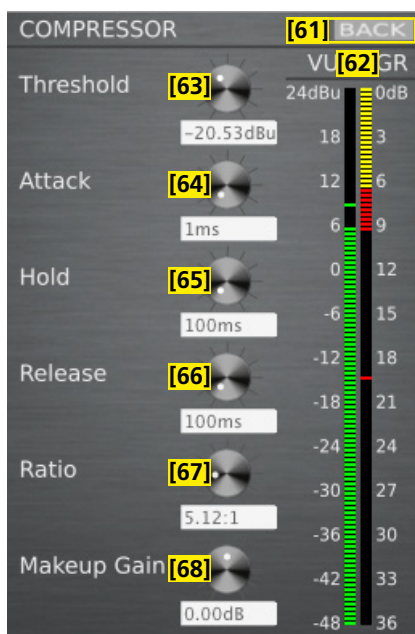 COMPRESSOR [61] BACK
VU [62] GR
Threshold [63]
-20.53dBu
Attack [64]
1ms
Hold [65]
100ms
Release [66]
100ms
Ratio [67]
5.12:1
Makeup Gain [68]
0.00dB
24dBu 0dB
18 3
12 6
6 9
0 12
-6 15
-12 18
-18 21
-24 24
-30 27
-36 30
-42 33
-48 36